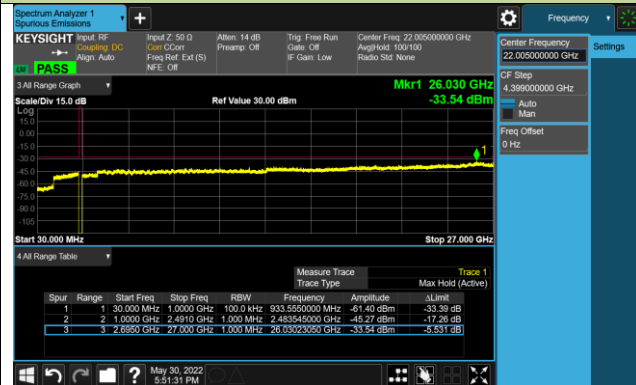 Spectrum Analyzer 1
Spurious Emissions
Frequency
KEYSIGHT Input: RF
Coupling: DC
Align: Auto
Input Z: 50 Ω
Corr CCorr
Freq Ref: Ext (S)
NFE: Off
Atten: 14 dB
Preamp: Off
Trig: Free Run
Gate: Off
IF Gain: Low
Center Freq: 22.005000000 GHz
Avg|Hold: 100/100
Radio Std: None
PASS
Center Frequency
22.005000000 GHz
Settings
CF Step
4.399000000 GHz
Auto
Man
Freq Offset
0 Hz
3 All Range Graph
Mkr1 26.030 GHz
-33.54 dBm
Scale/Div 15.0 dB
Ref Value 30.00 dBm
Log
15.0
0.00
-15.0
-30.0
-45.0
-60.0
-75.0
-90.0
-105
1
Start 30.000 MHz
Stop 27.000 GHz
4 All Range Table
Measure Trace Trace 1
Trace Type Max Hold (Active)
Spur Range Start Freq Stop Freq RBW Frequency Amplitude ΔLimit
1 1 30.000 MHz 1.0000 GHz 100.0 kHz 933.5550000 MHz -61.40 dBm -33.39 dB
2 2 1.0000 GHz 2.4910 GHz 1.000 MHz 2.483545000 GHz -45.27 dBm -17.26 dB
3 3 2.6950 GHz 27.000 GHz 1.000 MHz 26.03023050 GHz -33.54 dBm -5.531 dB
May 30, 2022
5:51:31 PM